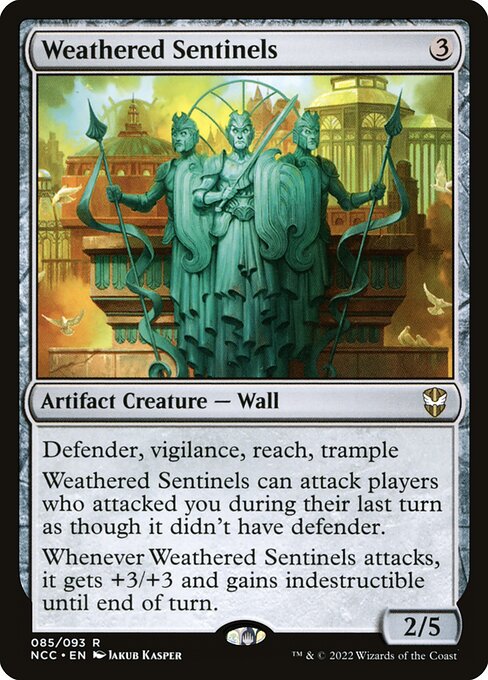 Weathered Sentinels 3
Artifact Creature — Wall
Defender, vigilance, reach, trample
Weathered Sentinels can attack players
who attacked you during their last turn
as though it didn't have defender.
Whenever Weathered Sentinels attacks,
it gets +3/+3 and gains indestructible
until end of turn.
2/5
085/093 R
NCC • EN Jakub Kasper
™ & © 2022 Wizards of the Coast